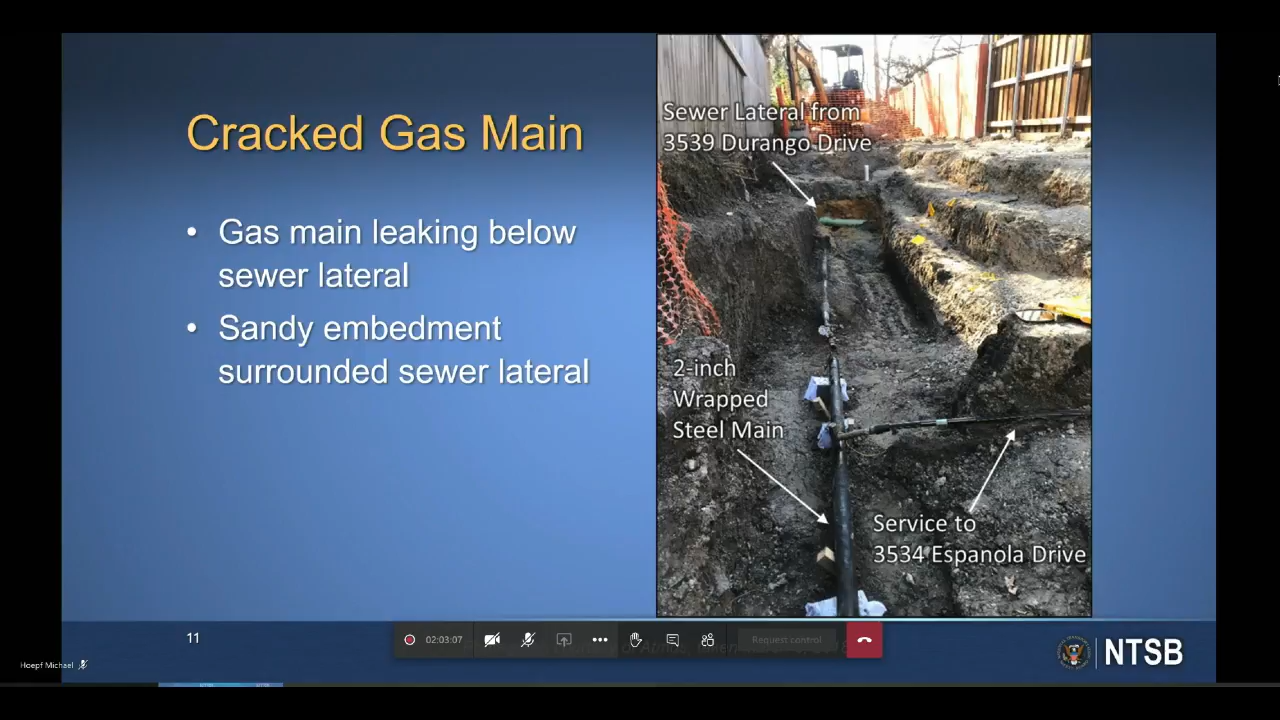 Cracked Gas Main
• Gas main leaking below
sewer lateral
• Sandy embedment
surrounded sewer lateral
Sewer Lateral from
3539 Durango Drive
2-inch
Wrapped
Steel Main
Service to
3534 Espanola Drive
11
02:03:07
Request control
NTSB
Hoepf Michael